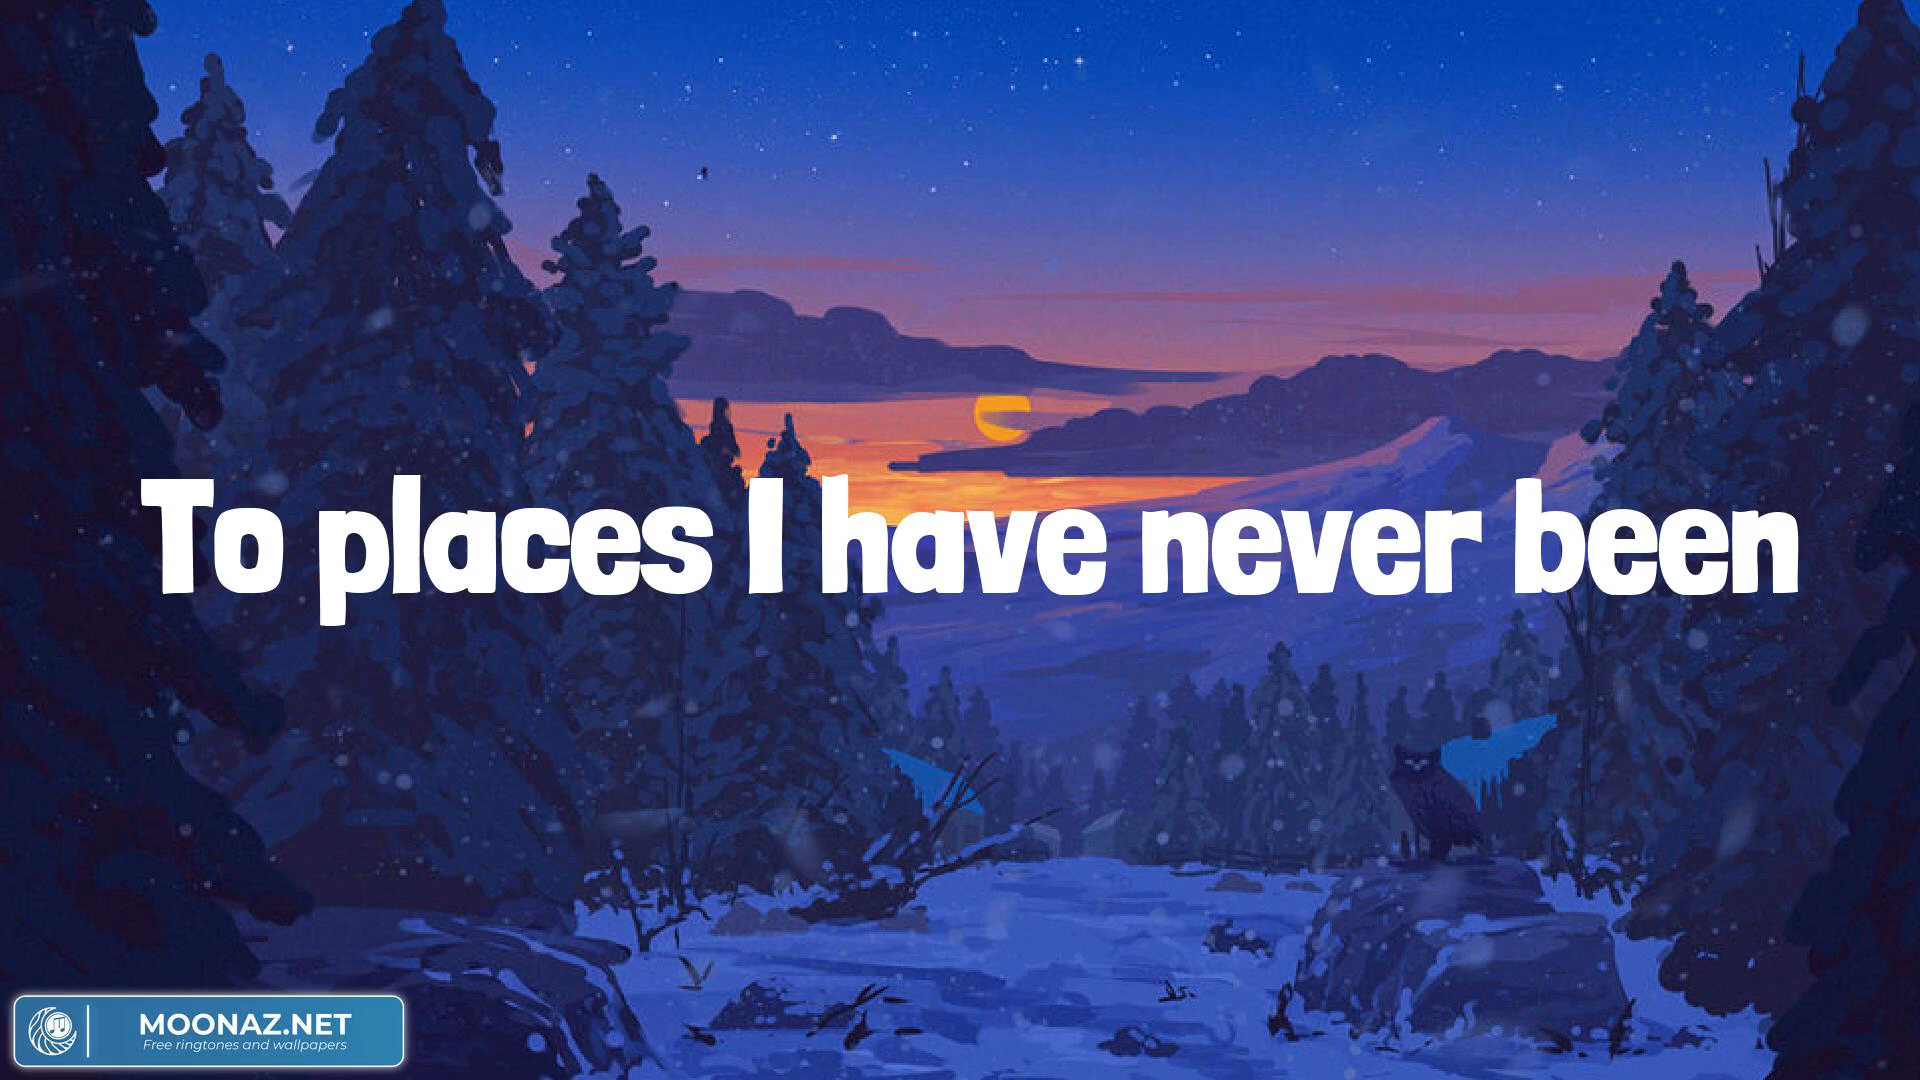 To places I have never been
MOONAZ.NET
Free ringtones and wallpapers